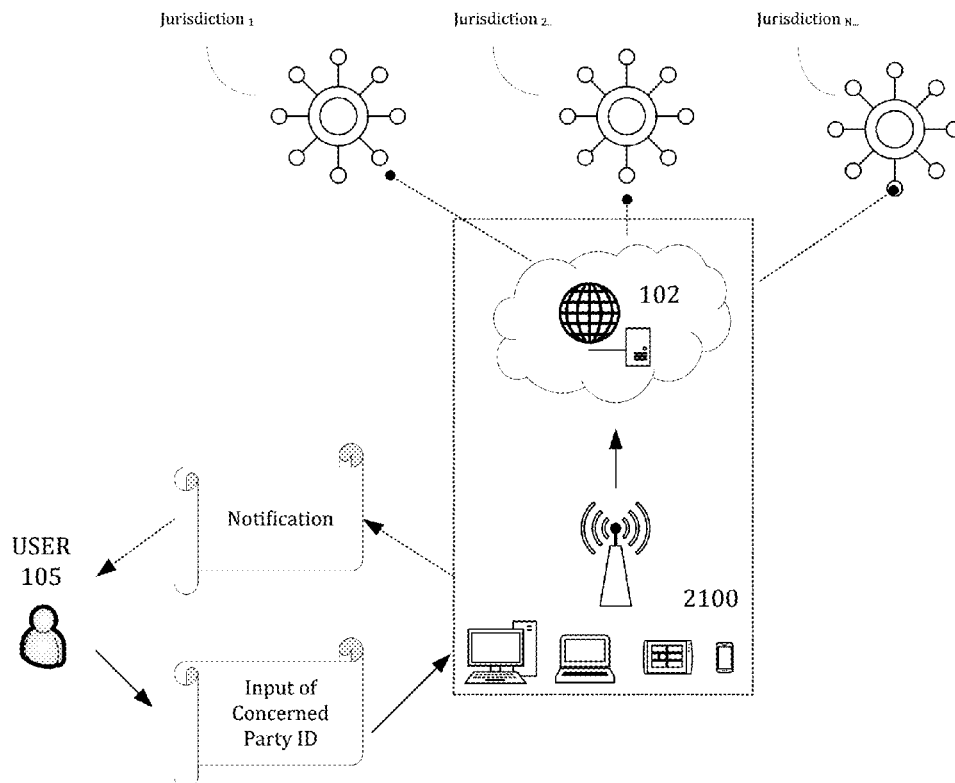 Jurisdiction 1
Jurisdiction 2...
Jurisdiction N...
102
Notification
USER
105
2100
Input of
Concerned
Party ID